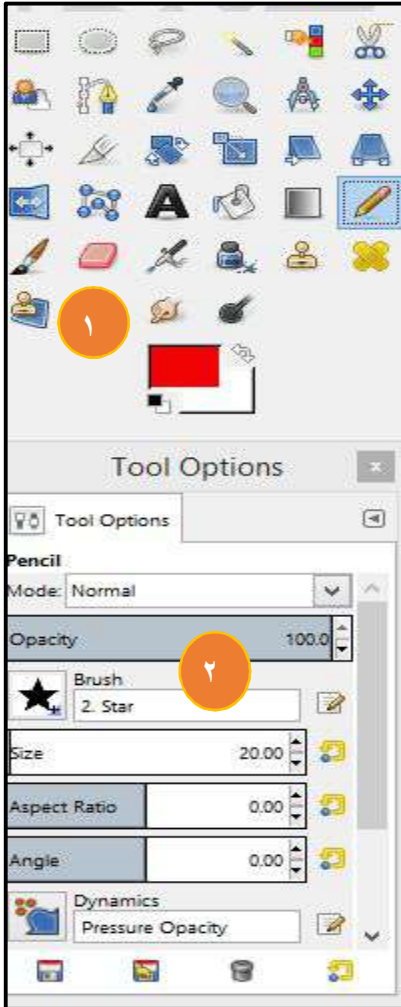 ١
Tool Options
Tool Options
Pencil
Mode: Normal
Opacity 100.0
٢
Brush
2. Star
Size 20.00
Aspect Ratio 0.00
Angle 0.00
Dynamics
Pressure Opacity